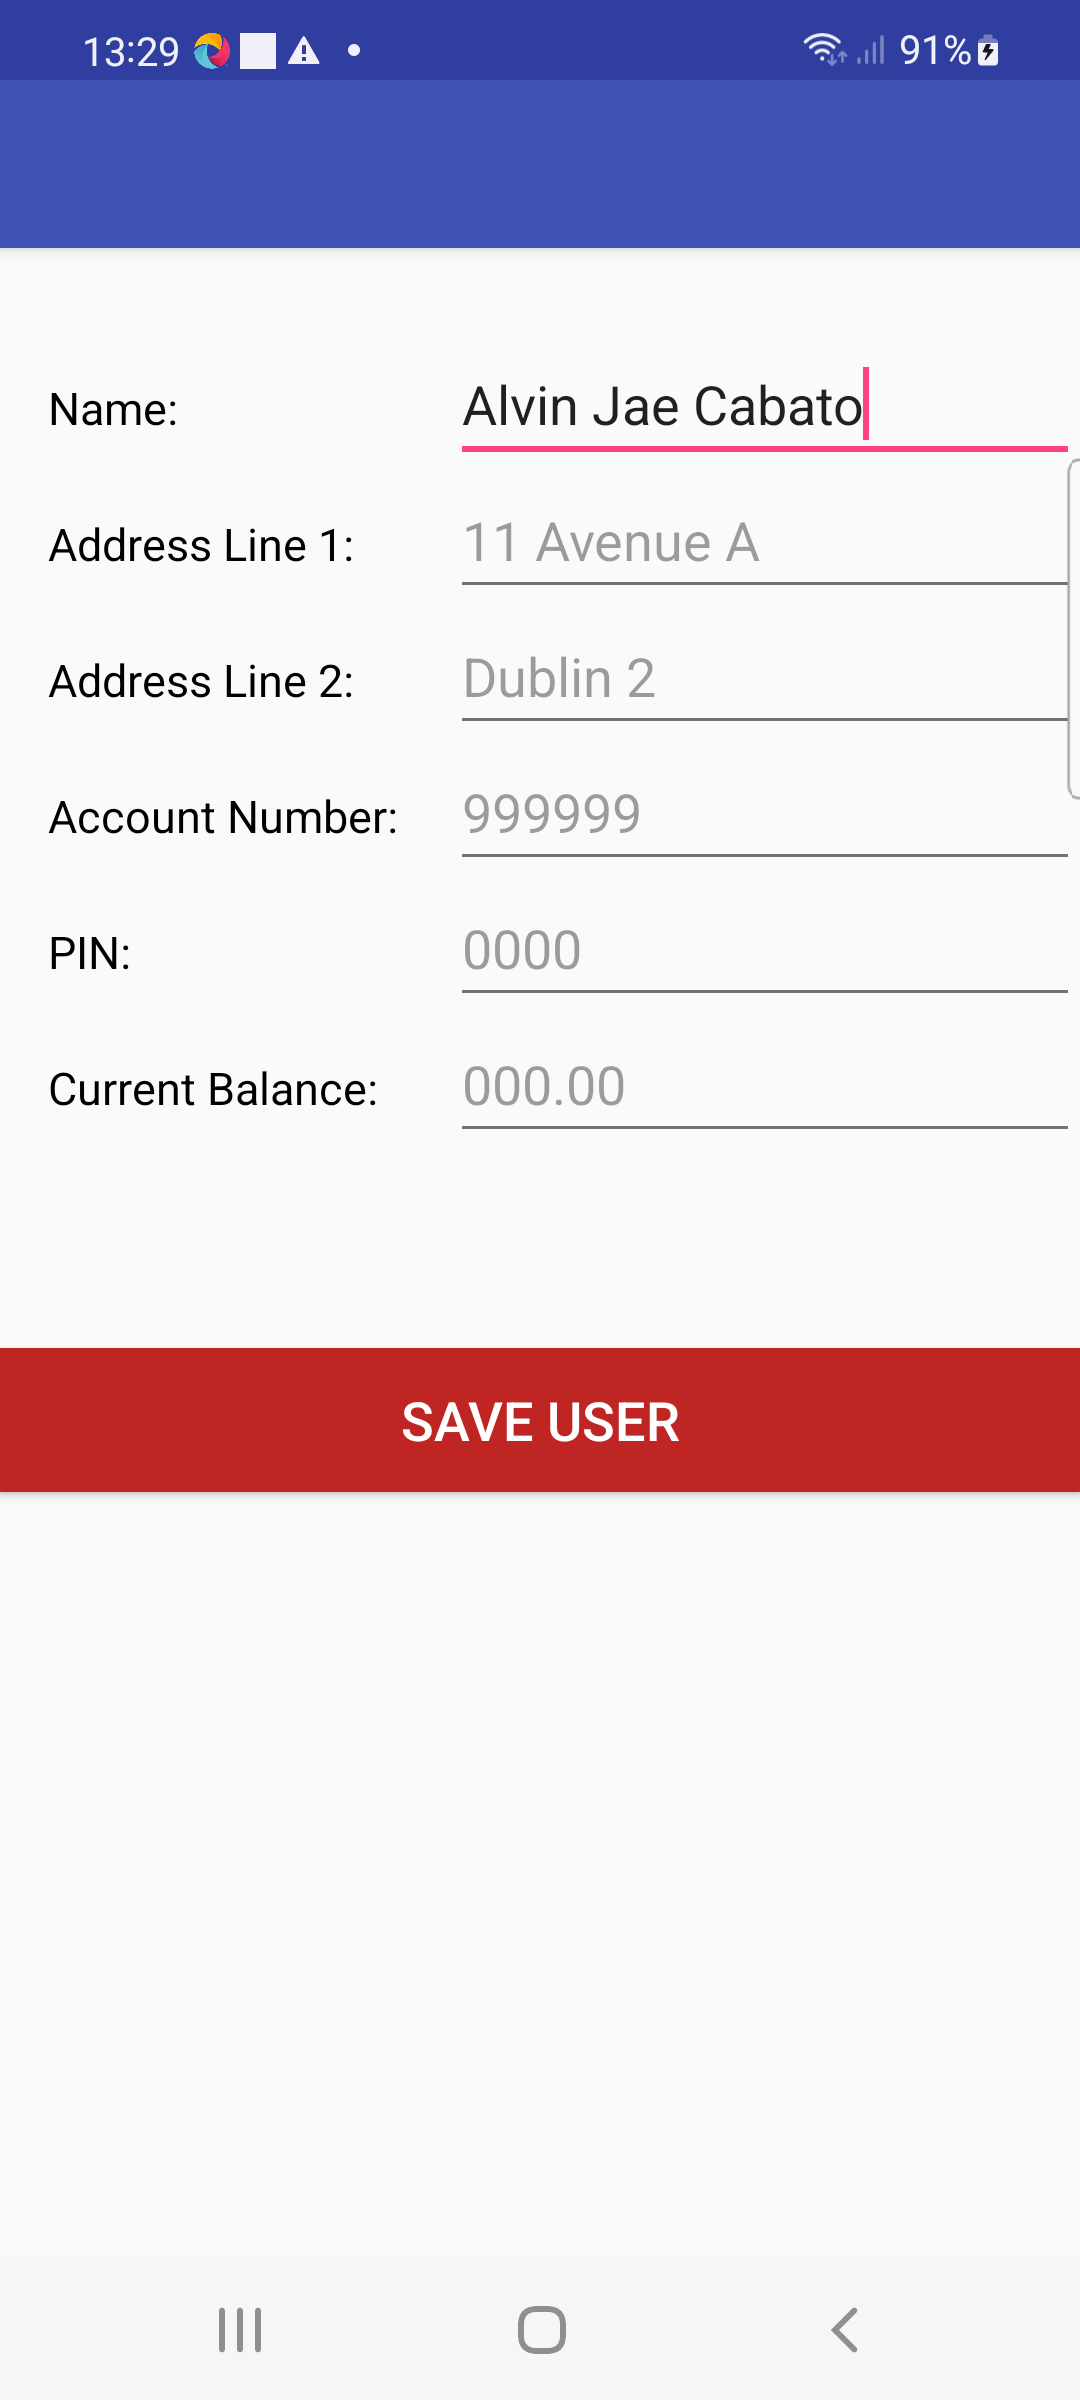 13:29 91%
Name: Alvin Jae Cabato
Address Line 1: 11 Avenue A
Address Line 2: Dublin 2
Account Number: 999999
PIN: 0000
Current Balance: 000.00
SAVE USER